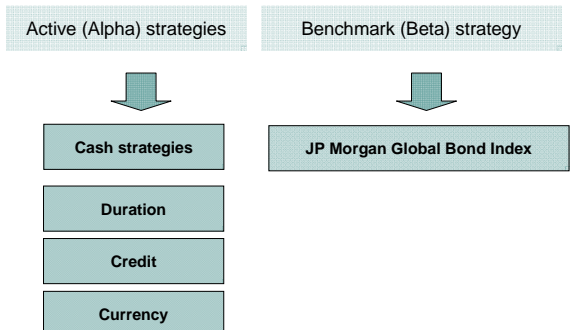 Active (Alpha) strategies
Benchmark (Beta) strategy
Cash strategies
JP Morgan Global Bond Index
Duration
Credit
Currency